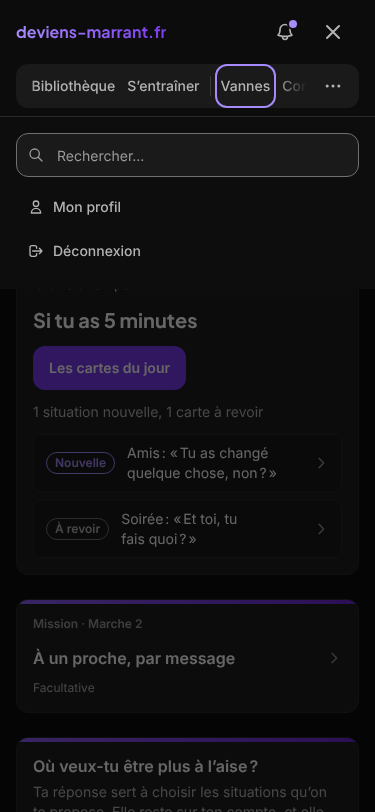 deviens-marrant.fr
Bibliothèque S'entraîner Vannes
Rechercher...
Mon profil
Déconnexion
Si tu as 5 minutes
Les cartes du jour
1 situation nouvelle, 1 carte à revoir
Nouvelle
Amis : « Tu as changé
quelque chose, non ? »
À revoir
Soirée : « Et toi, tu
fais quoi ? »
Mission · Marche 2
À un proche, par message
Facultative
Où veux-tu être plus à l'aise ?
Ta réponse sert à choisir les situations qu'on
te propose. Elle reste sur ton compte, et elle